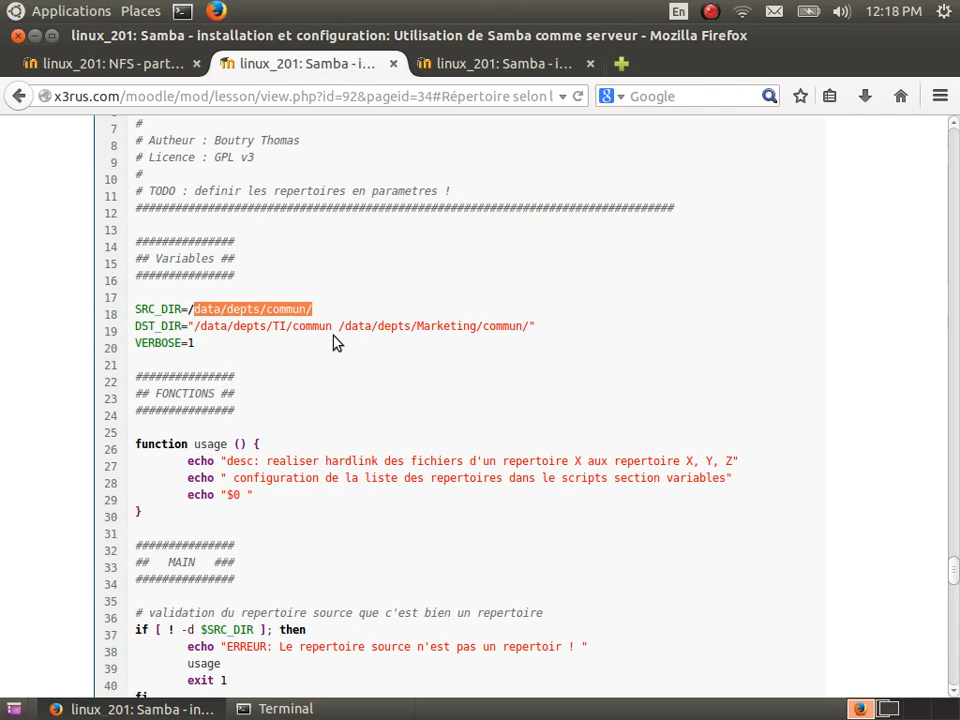 Applications Places En 12:18 PM
linux_201: Samba - installation et configuration: Utilisation de Samba comme serveur - Mozilla Firefox
linux_201: NFS - part... linux_201: Samba - i... linux_201: Samba - i...
x3rus.com/moodle/mod/lesson/view.php?id=92&pageid=34#Répertoire selon l Google
7 #
8 # Autheur : Boutry Thomas
9 # Licence : GPL v3
10 #
11 # TODO : definir les repertoires en parametres !
12 ################################################################################
13
14 ###############
15 ## Variables ##
16 ###############
17
18 SRC_DIR=/data/depts/commun/
19 DST_DIR="/data/depts/TI/commun /data/depts/Marketing/commun/"
20 VERBOSE=1
21
22 ###############
23 ## FONCTIONS ##
24 ###############
25
26 function usage () {
27 echo "desc: realiser hardlink des fichiers d'un repertoire X aux repertoire X, Y, Z"
28 echo " configuration de la liste des repertoires dans le scripts section variables"
29 echo "$0 "
30 }
31
32 ###############
33 ## MAIN ###
34 ###############
35
36 # validation du repertoire source que c'est bien un repertoire
37 if [ ! -d $SRC_DIR ]; then
38 echo "ERREUR: Le repertoire source n'est pas un repertoir ! "
39 usage
40 exit 1
fi
linux_201: Samba - in... Terminal